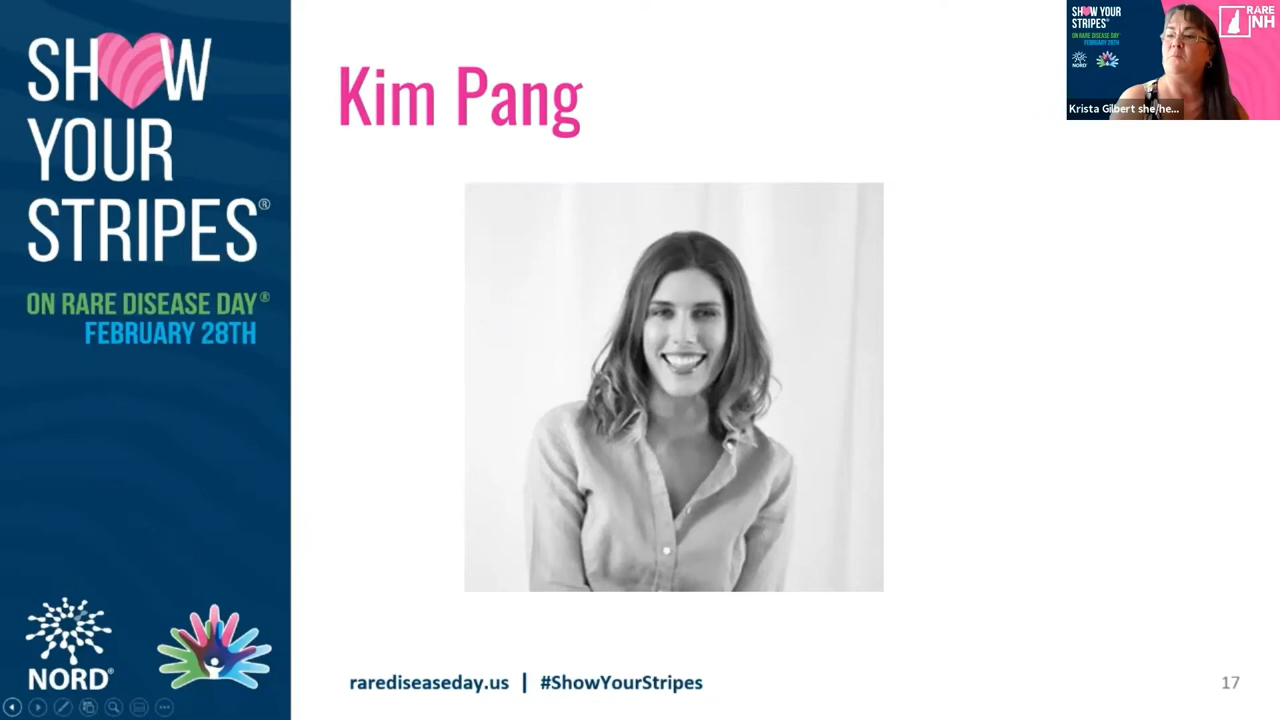 SHOW
YOUR
STRIPES®
ON RARE DISEASE DAY®
FEBRUARY 28TH
NORD®
Kim Pang
rarediseaseday.us | #ShowYourStripes
17
SHOW YOUR
STRIPES®
ON RARE DISEASE DAY
FEBRUARY 28TH
NORD
RARE
NH
Krista Gilbert she/he...